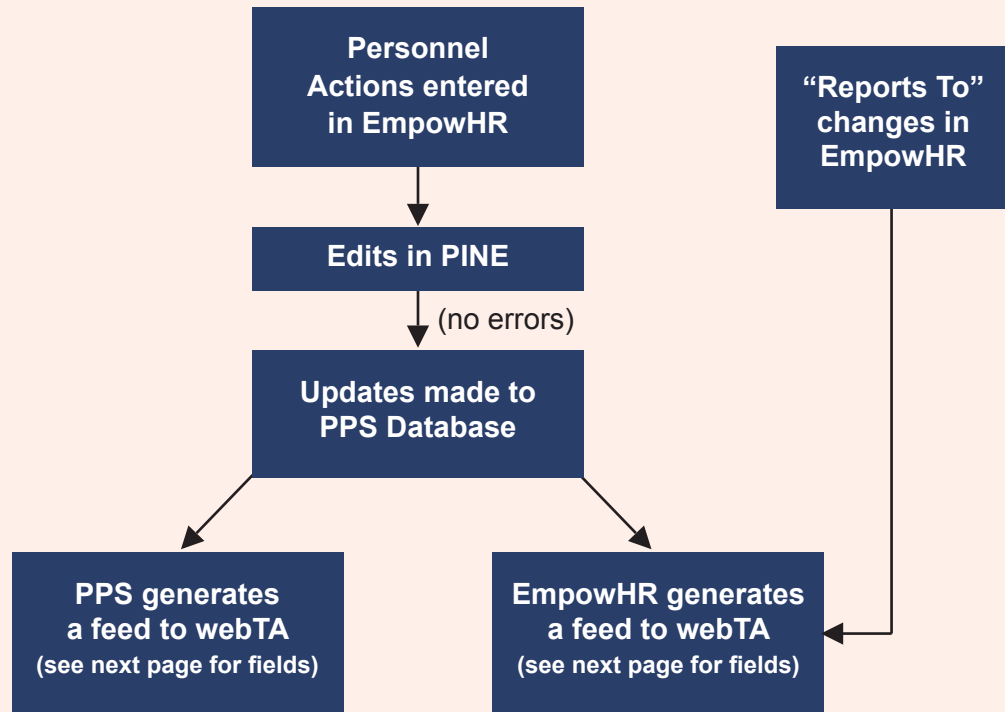 Personnel
Actions entered
in EmpowHR
“Reports To”
changes in
EmpowHR
Edits in PINE
(no errors)
Updates made to
PPS Database
PPS generates
a feed to webTA
(see next page for fields)
EmpowHR generates
a feed to webTA
(see next page for fields)